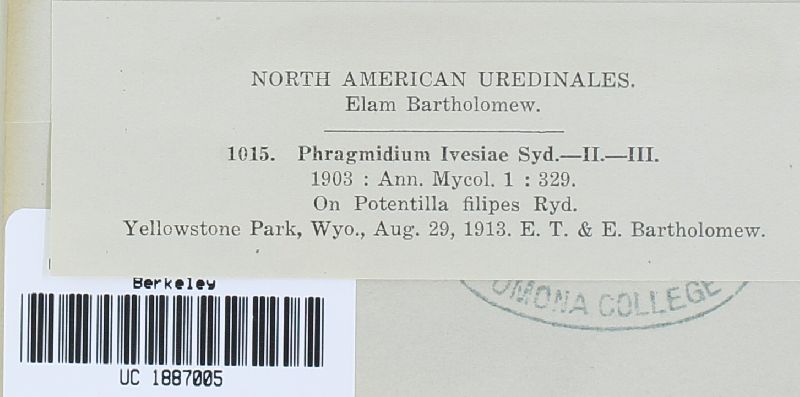 NORTH AMERICAN UREDINALES.
Elam Bartholomew.
1015. Phragmidium Ivesiae Syd.—II.—III.
1903 : Ann. Mycol. 1 : 329.
On Potentilla filipes Ryd.
Yellowstone Park, Wyo., Aug. 29, 1913. E. T. & E. Bartholomew.
Berkeley
UC 1887005
OMONA COLLEGE